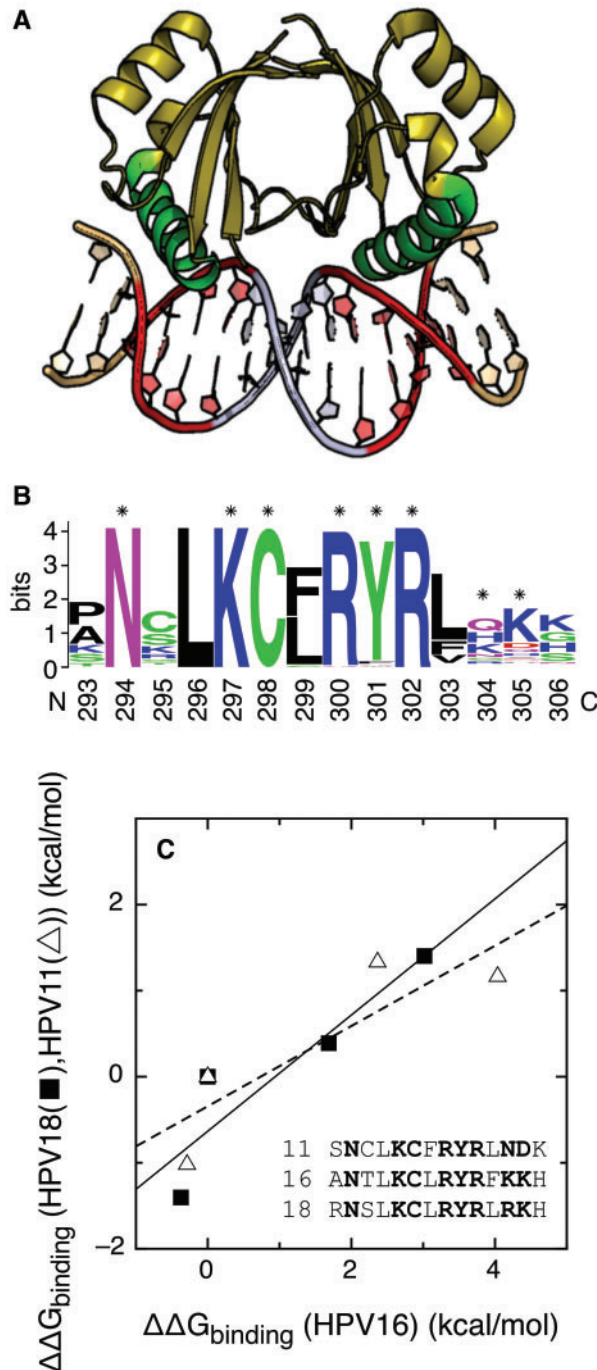 A
B
* * * * * * * *
bits
4
3
2
1
0
P N C L K C F R Y R L Q K K
A S L F H G
K K V K H
S S
N 293 294 295 296 297 298 299 300 301 302 303 304 305 306 C
C
ΔΔG_binding (HPV18(■),HPV11(△)) (kcal/mol)
2
0
−2
11 SNCLKCFRYRLNDK
16 ANTLKCLRYRFKKH
18 RNSLKCLRYRLRKH
0 2 4
ΔΔG_binding (HPV16) (kcal/mol)